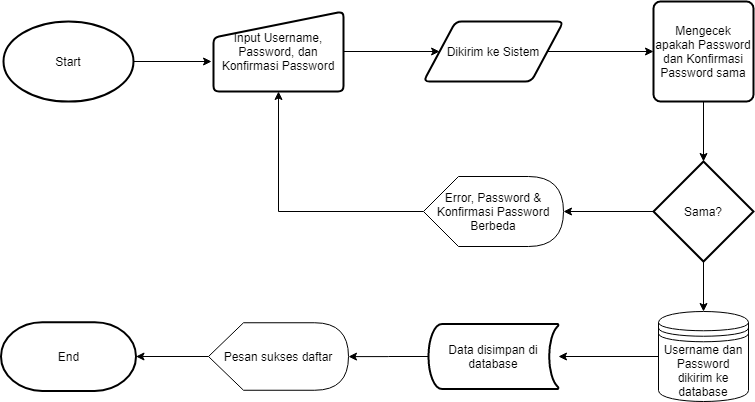 Start
Input Username,
Password, dan
Konfirmasi Password
Dikirim ke Sistem
Mengecek
apakah Password
dan Konfirmasi
Password sama
Sama?
Error, Password &
Konfirmasi Password
Berbeda
Username dan
Password
dikirim ke
database
Data disimpan di
database
Pesan sukses daftar
End